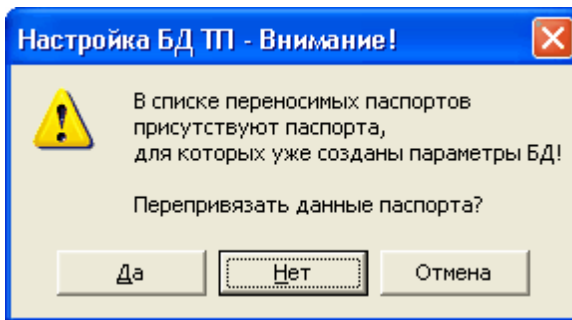 Настройка БД ТП - Внимание!
В списке переносимых паспортов
присутствуют паспорта,
для которых уже созданы параметры БД!
Перепривязать данные паспорта?
Да Нет Отмена